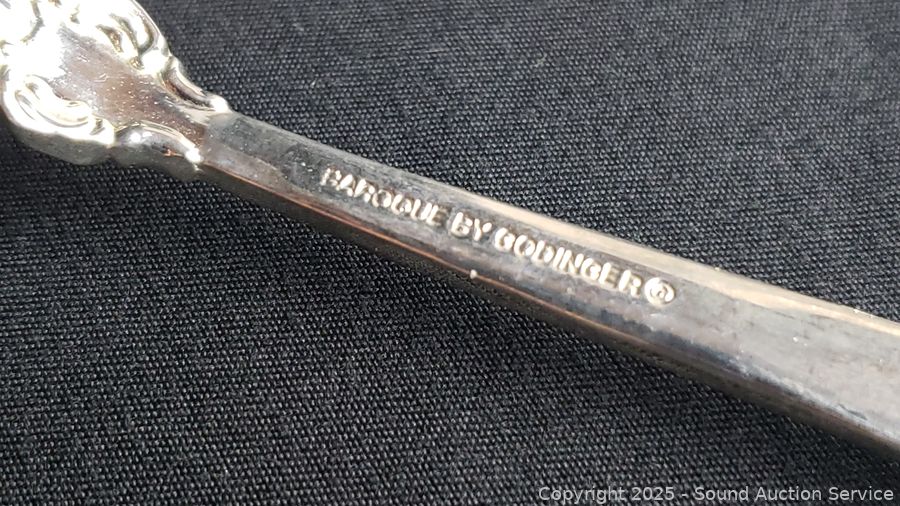 BAROQUE BY GODINGER ®
Copyright 2025 - Sound Auction Service